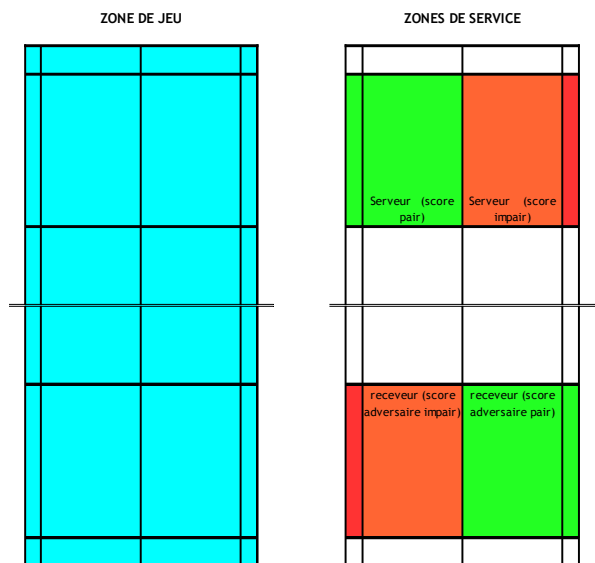 ZONE DE JEU
ZONES DE SERVICE
Serveur (score
pair)
Serveur (score
impair)
receveur (score
adversaire impair)
receveur (score
adversaire pair)